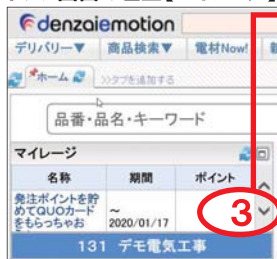 denzaiemotion
デリバリー▼ 商品検索▼ 電材Now!
*ホーム >>タブを追加する
品番・品名・キーワード
マイレージ
名称 期間 ポイント
発注ポイントを貯
めてQUOカード
をもらっちゃお
~
2020/01/17
3
131 デモ電気工事